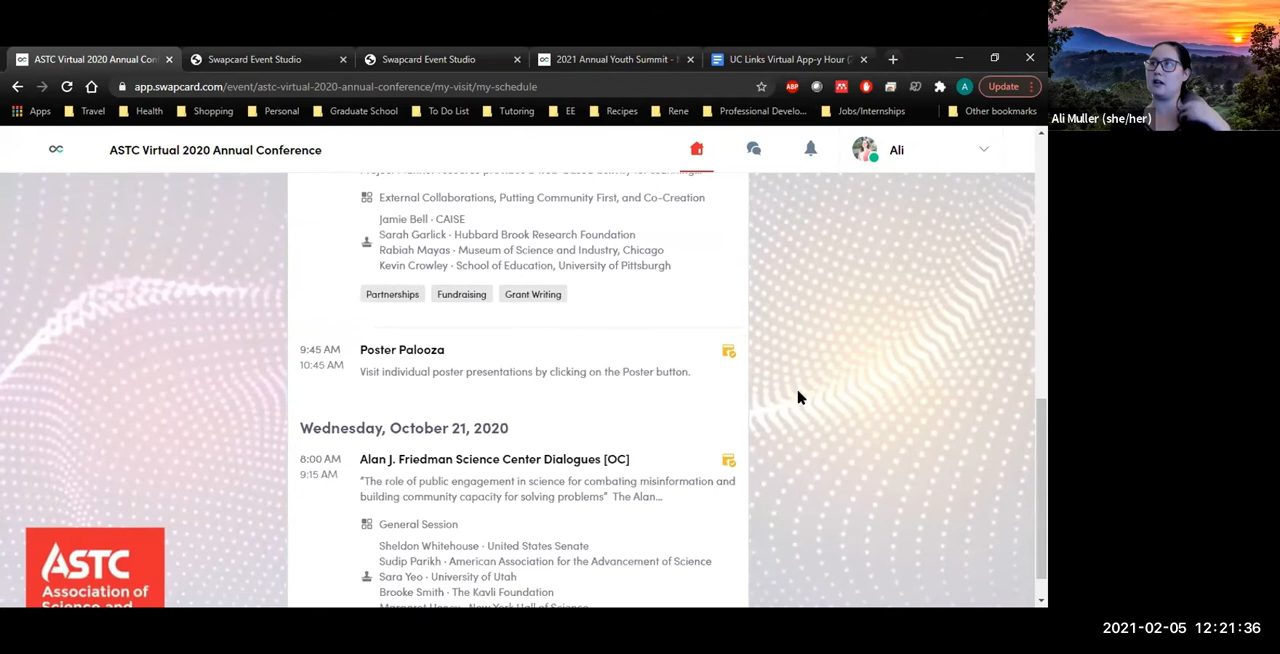 ASTC Virtual 2020 Annual Con
Swapcard Event Studio
Swapcard Event Studio
2021 Annual Youth Summit -
UC Links Virtual App-y Hour (
app.swapcard.com/event/astc-virtual-2020-annual-conference/my-visit/my-schedule
ABP
A
Update
Apps
Travel
Health
Shopping
Personal
Graduate School
To Do List
Tutoring
EE
Recipes
Rene
Professional Develo...
Jobs/Internships
Other bookmarks
Ali Muller (she/her)
ASTC Virtual 2020 Annual Conference
Ali
External Collaborations, Putting Community First, and Co-Creation
Jamie Bell · CAISE
Sarah Garlick · Hubbard Brook Research Foundation
Rabiah Mayas · Museum of Science and Industry, Chicago
Kevin Crowley · School of Education, University of Pittsburgh
Partnerships
Fundraising
Grant Writing
9:45 AM
10:45 AM
Poster Palooza
Visit individual poster presentations by clicking on the Poster button.
Wednesday, October 21, 2020
8:00 AM
9:15 AM
Alan J. Friedman Science Center Dialogues [OC]
"The role of public engagement in science for combating misinformation and
building community capacity for solving problems" The Alan...
General Session
Sheldon Whitehouse · United States Senate
Sudip Parikh · American Association for the Advancement of Science
Sara Yeo · University of Utah
Brooke Smith · The Kavli Foundation
ASTC
Association of
Science and
2021-02-05 12:21:36